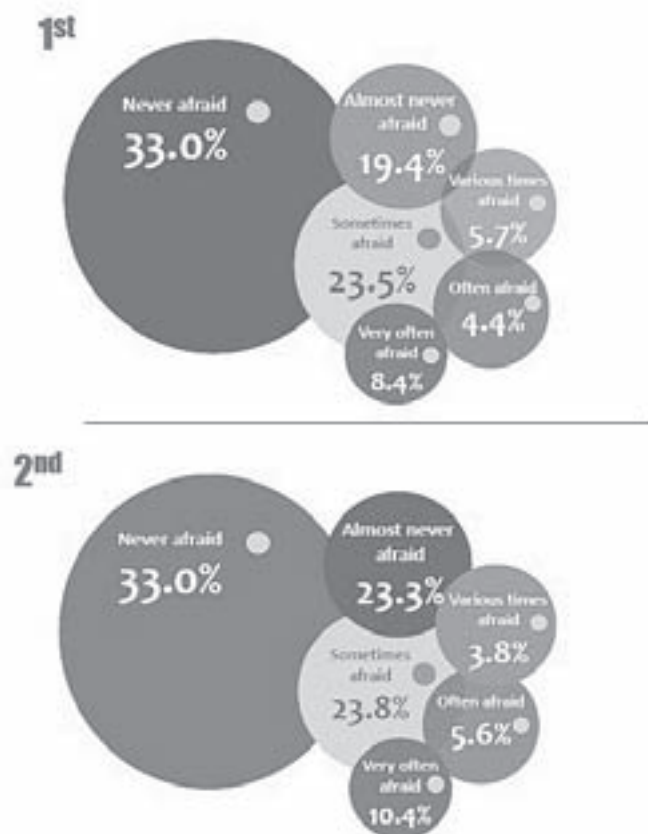 1st
Never afraid
33.0%
Almost never
afraid
19.4%
Various times
afraid
5.7%
Sometimes
afraid
23.5%
Often afraid
4.4%
Very often
afraid
8.4%
2nd
Never afraid
33.0%
Almost never
afraid
23.3%
Various times
afraid
3.8%
Sometimes
afraid
23.8%
Often afraid
5.6%
Very often
afraid
10.4%